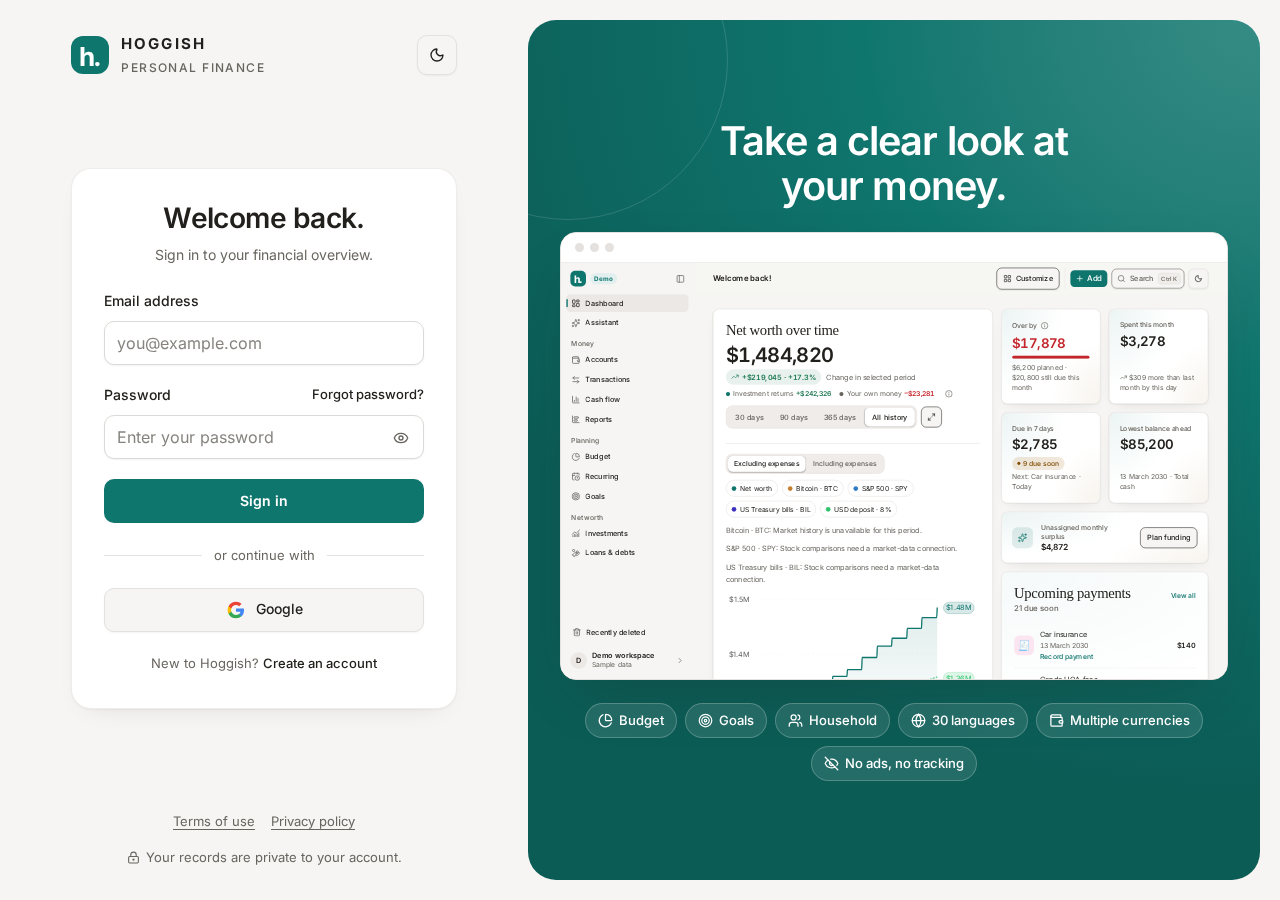 h.
HOGGISH
PERSONAL FINANCE
Welcome back.
Sign in to your financial overview.
Email address
you@example.com
Password
Forgot password?
Enter your password
Sign in
or continue with
Google
New to Hoggish? Create an account
Terms of use
Privacy policy
Your records are private to your account.
Take a clear look at
your money.
h.
Demo
Dashboard
Assistant
Money
Accounts
Transactions
Cash flow
Reports
Planning
Budget
Recurring
Goals
Net worth
Investments
Loans & debts
Recently deleted
D
Demo workspace
Sample data
Welcome back!
Customize
Add
Search
Ctrl K
Net worth over time
$1,484,820
+$219,045 · +17.3%
Change in selected period
Investment returns +$242,326
Your own money −$23,281
30 days
90 days
365 days
All history
Excluding expenses
Including expenses
Net worth
Bitcoin · BTC
S&P 500 · SPY
US Treasury bills · BIL
USD deposit · 8%
Bitcoin · BTC: Market history is unavailable for this period.
S&P 500 · SPY: Stock comparisons need a market-data connection.
US Treasury bills · BIL: Stock comparisons need a market-data
connection.
$1.5M
$1.48M
$1.4M
Over by
$17,878
$6,200 planned ·
$20,800 still due this
month
Spent this month
$3,278
$309 more than last
month by this day
Due in 7 days
$2,785
9 due soon
Next: Car insurance ·
Today
Lowest balance ahead
$85,200
13 March 2030 · Total
cash
Unassigned monthly
surplus
$4,872
Plan funding
Upcoming payments
View all
21 due soon
Car insurance
13 March 2030
Record payment
$140
Budget
Goals
Household
30 languages
Multiple currencies
No ads, no tracking